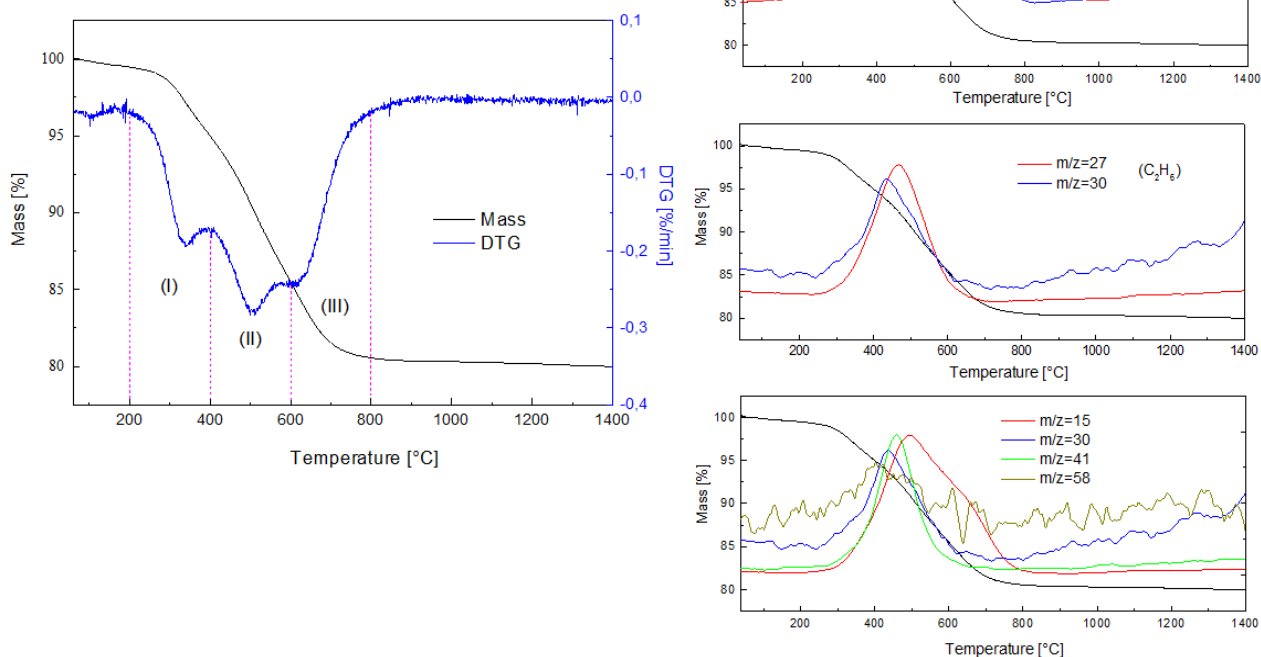 0,1
100
0,0
95
-0,1
90
-0,2
85
-0,3
80
-0,4
Mass [%]
DTG [%/min]
Mass
DTG
(I)
(II)
(III)
200 400 600 800 1000 1200 1400
Temperature [°C]
85
80
200 400 600 800 1000 1200 1400
Temperature [°C]
100
95
90
85
80
Mass [%]
m/z=27 (C₂H₆)
m/z=30
200 400 600 800 1000 1200 1400
Temperature [°C]
100
95
90
85
80
Mass [%]
m/z=15
m/z=30
m/z=41
m/z=58
200 400 600 800 1000 1200 1400
Temperature [°C]